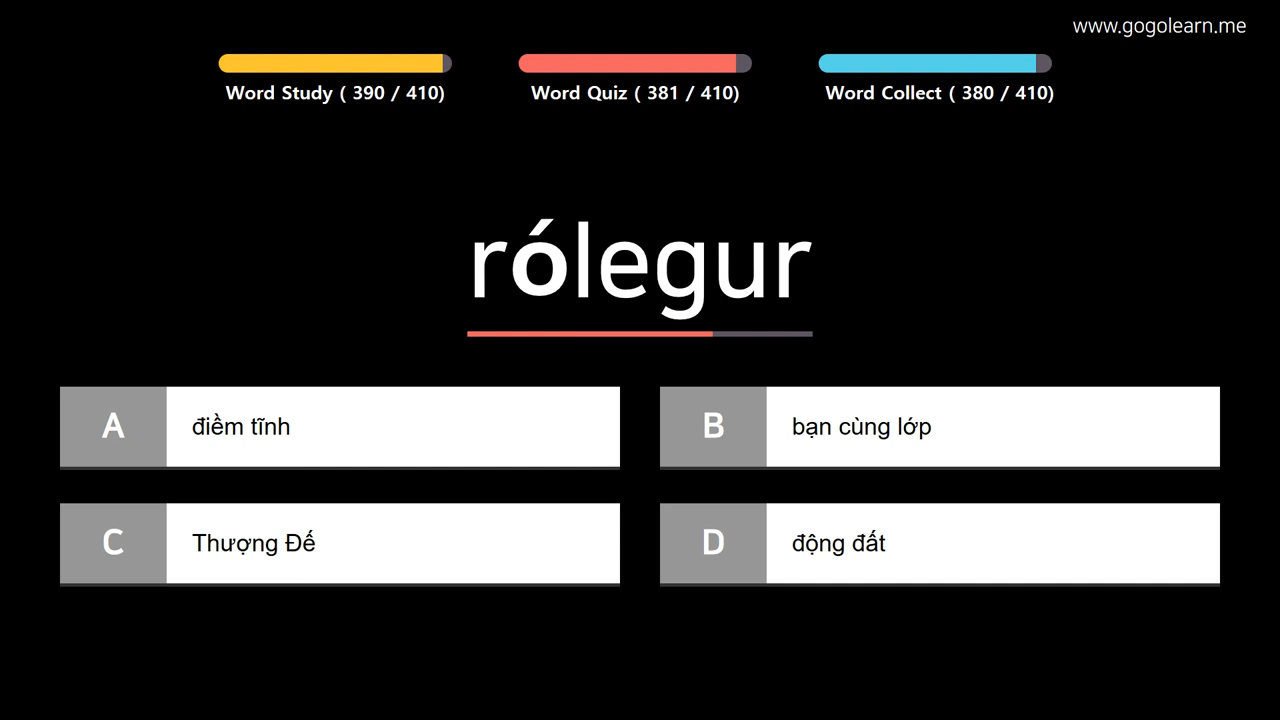 www.gogolearn.me
Word Study ( 390 / 410)
Word Quiz ( 381 / 410)
Word Collect ( 380 / 410)
rólegur
A điềm tĩnh
B bạn cùng lớp
C Thượng Đế
D động đất